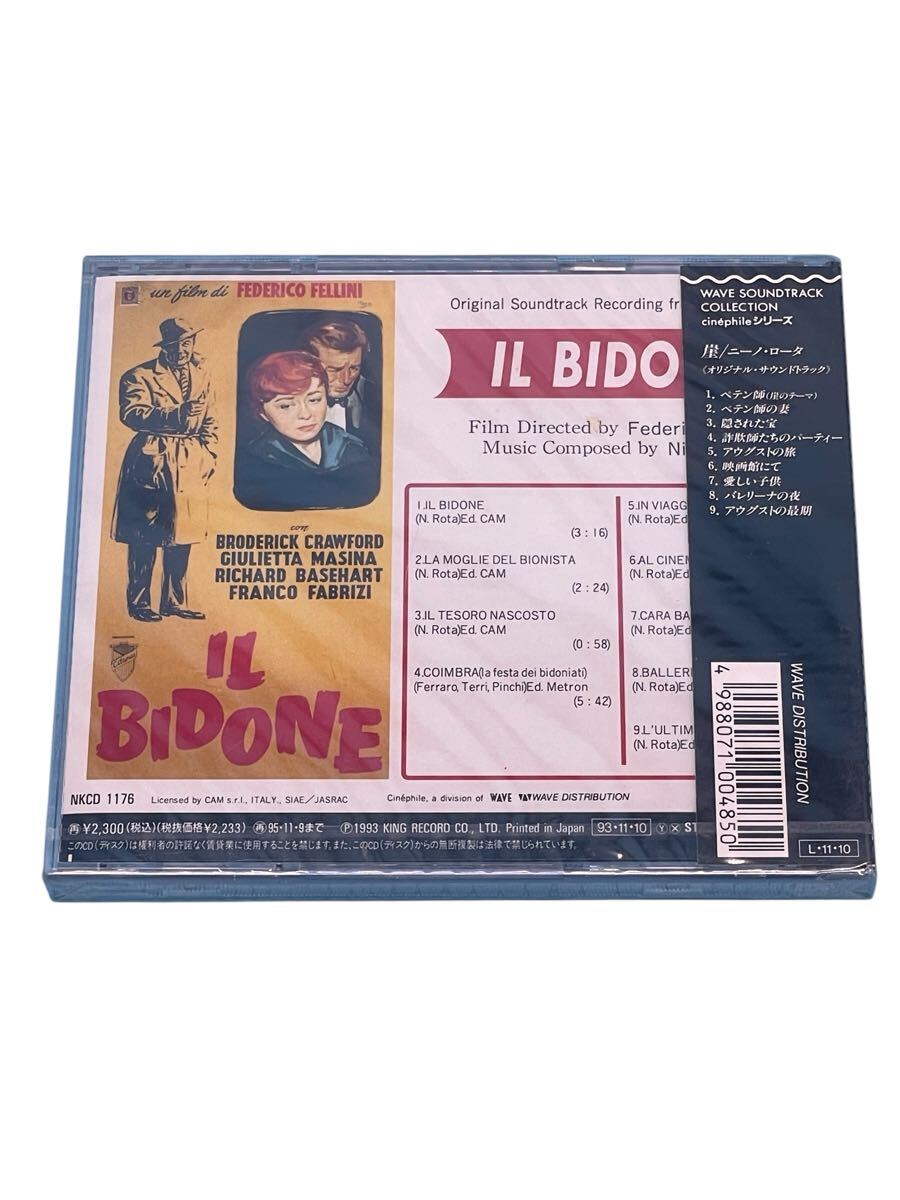 un film di FEDERICO FELLINI
con
BRODERICK CRAWFORD
GIULIETTA MASINA
RICHARD BASEHART
FRANCO FABRIZI
IL
BIDONE
Original Soundtrack Recording fr
IL BIDO
Film Directed by Federi
Music Composed by Ni
1.IL BIDONE
(N. Rota)Ed. CAM
(3:16)
2.LA MOGLIE DEL BIONISTA
(N. Rota)Ed. CAM
(2:24)
3.IL TESORO NASCOSTO
(N. Rota)Ed. CAM
(0:58)
4.COIMBRA(la festa dei bidoniati)
(Ferraro, Terri, Pinchi)Ed. Metron
(5:42)
5.IN VIAGG
(N. Rota)Ed.
6.AL CINEM
(N. Rota)Ed
7.CARA BA
(N. Rota)Ed.
8.BALLERI
(N. Rota)Ed.
9.L'ULTIM
(N. Rota)Ed
WAVE SOUNDTRACK
COLLECTION
cinéphileシリーズ
崖/ニーノ・ロータ
《オリジナル・サウンドトラック》
1. ペテン師(崖のテーマ)
2. ペテン師の妻
3. 隠された宝
4. 詐欺師たちのパーティー
5. アウグストの旅
6. 映画館にて
7. 愛しい子供
8. バレリーナの夜
9. アウグストの最期
4 988071 004850
WAVE DISTRIBUTION
L・11・10
NKCD 1176 Licensed by CAM s.r.l., ITALY., SIAE/JASRAC Cinéphile, a division of WAVE WAVE DISTRIBUTION
再¥2,300(税込)(税抜価格¥2,233) 再95・11・9まで Ⓟ1993 KING RECORD CO., LTD. Printed in Japan 93・11・10 Ⓨ× ST
このCD(ディスク)は権利者の許諾なく賃貸業に使用することを禁じます。また、このCD(ディスク)からの無断複製は法律で禁じられています。